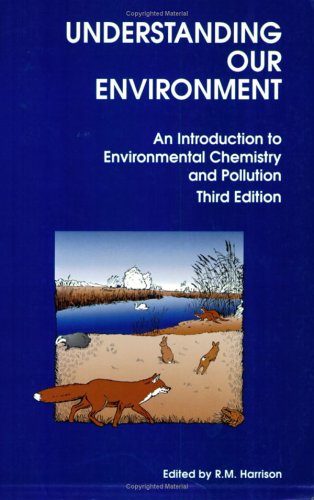 UNDERSTANDING
OUR
ENVIRONMENT
An Introduction to
Environmental Chemistry
and Pollution
Third Edition
Edited by R.M. Harrison